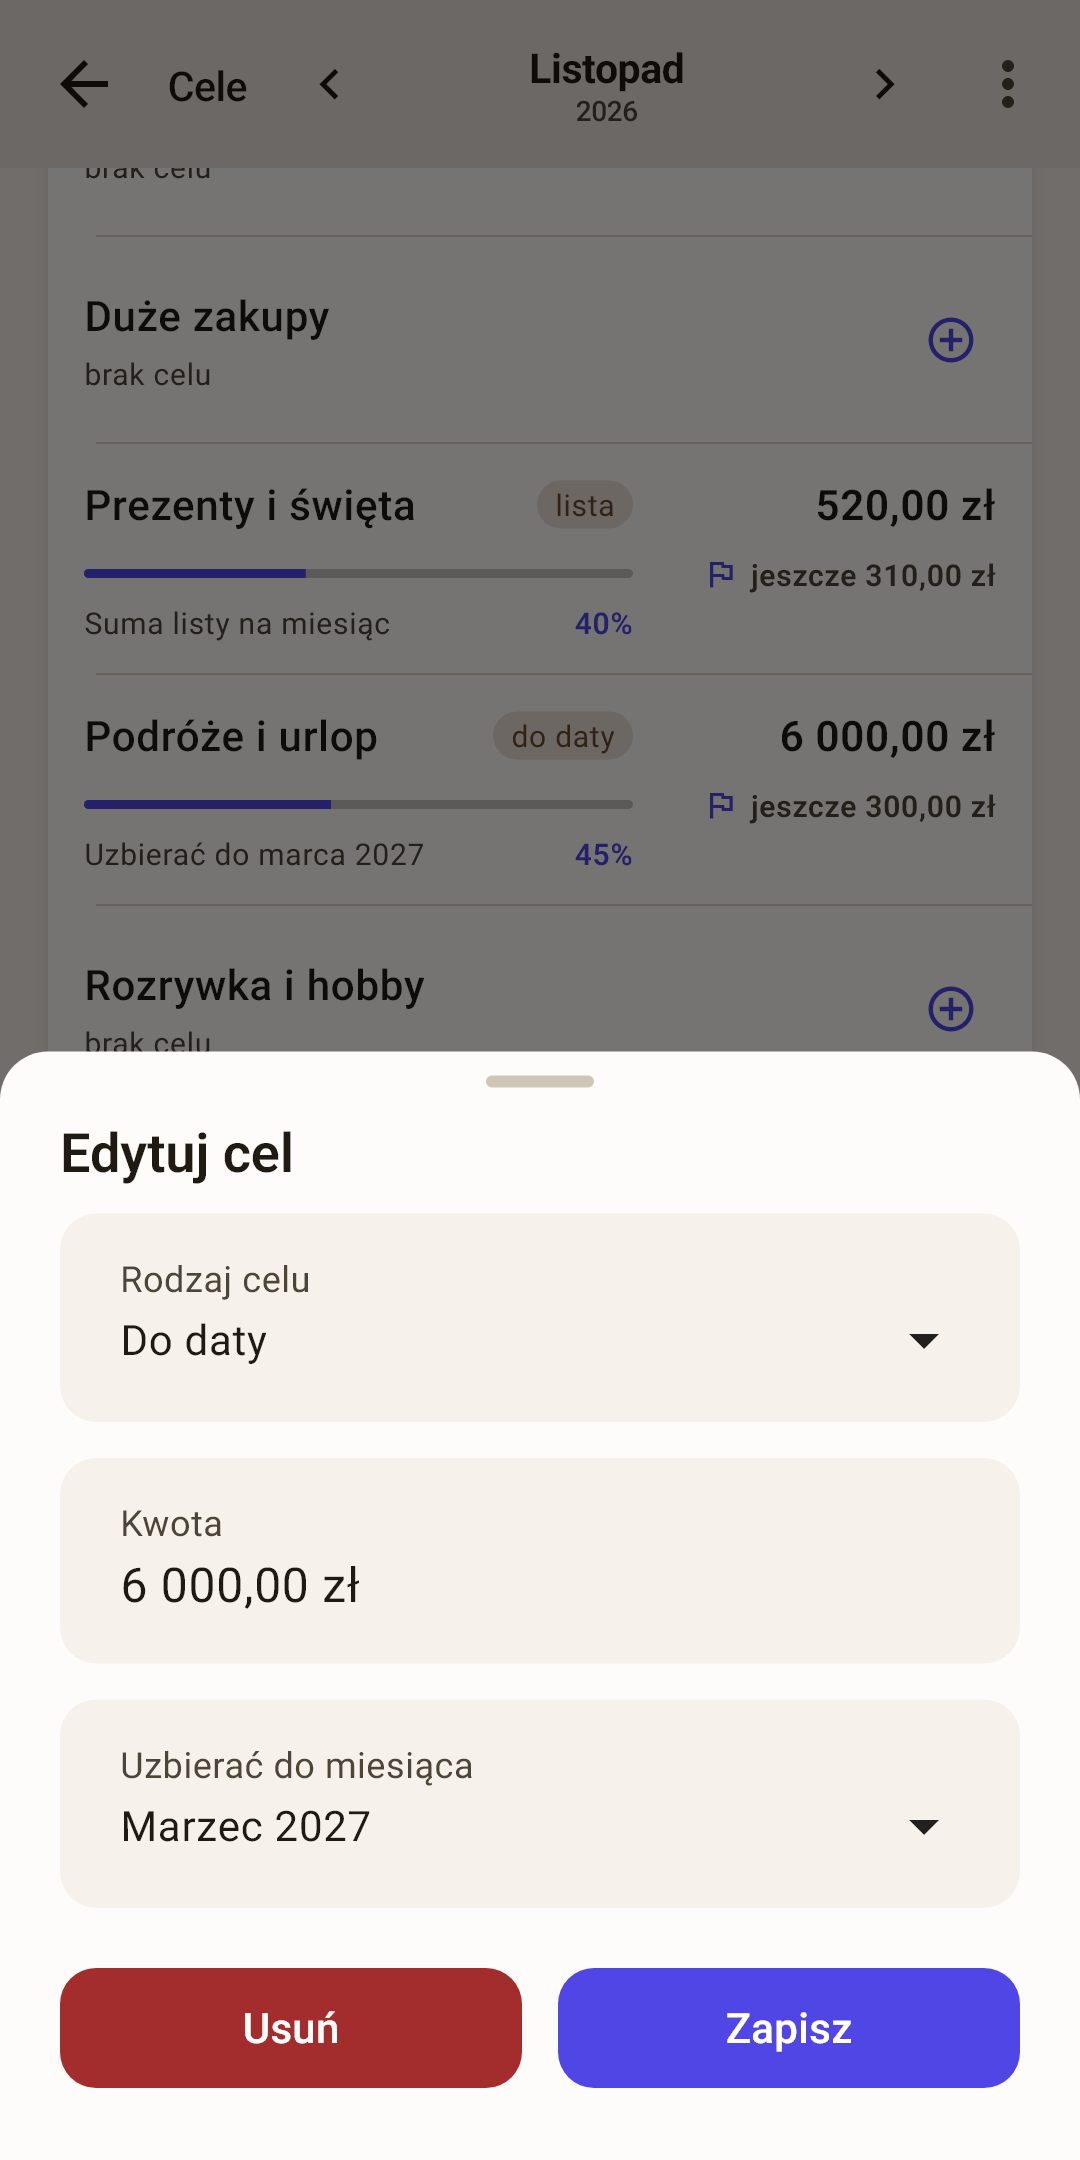 Cele
Listopad
2026
brak celu
Duże zakupy
brak celu
Prezenty i święta
lista
520,00 zł
jeszcze 310,00 zł
Suma listy na miesiąc
40%
Podróże i urlop
do daty
6 000,00 zł
jeszcze 300,00 zł
Uzbierać do marca 2027
45%
Rozrywka i hobby
brak celu
Edytuj cel
Rodzaj celu
Do daty
Kwota
6 000,00 zł
Uzbierać do miesiąca
Marzec 2027
Usuń
Zapisz